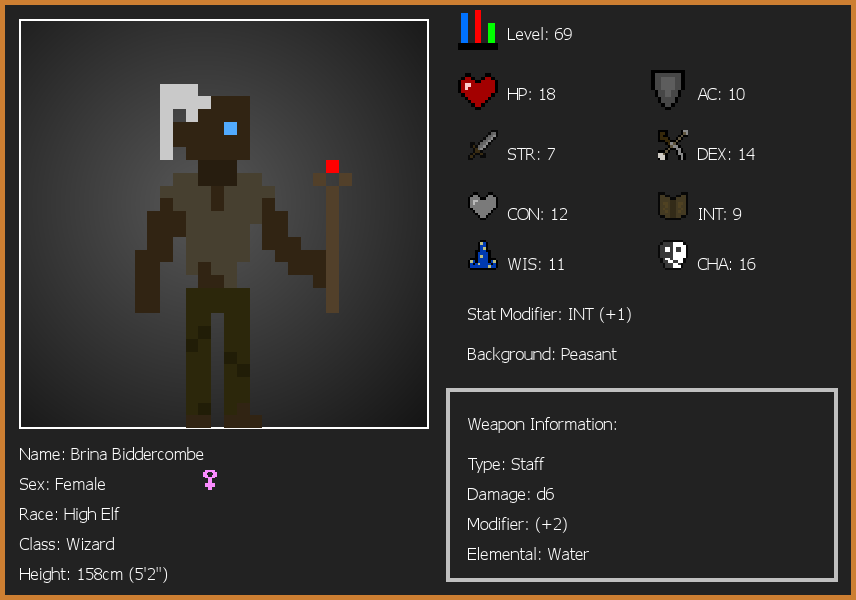 Level: 69
HP: 18
AC: 10
STR: 7
DEX: 14
CON: 12
INT: 9
WIS: 11
CHA: 16
Stat Modifier: INT (+1)
Background: Peasant
Weapon Information:
Type: Staff
Damage: d6
Modifier: (+2)
Elemental: Water
Name: Brina Biddercombe
Sex: Female
Race: High Elf
Class: Wizard
Height: 158cm (5'2")